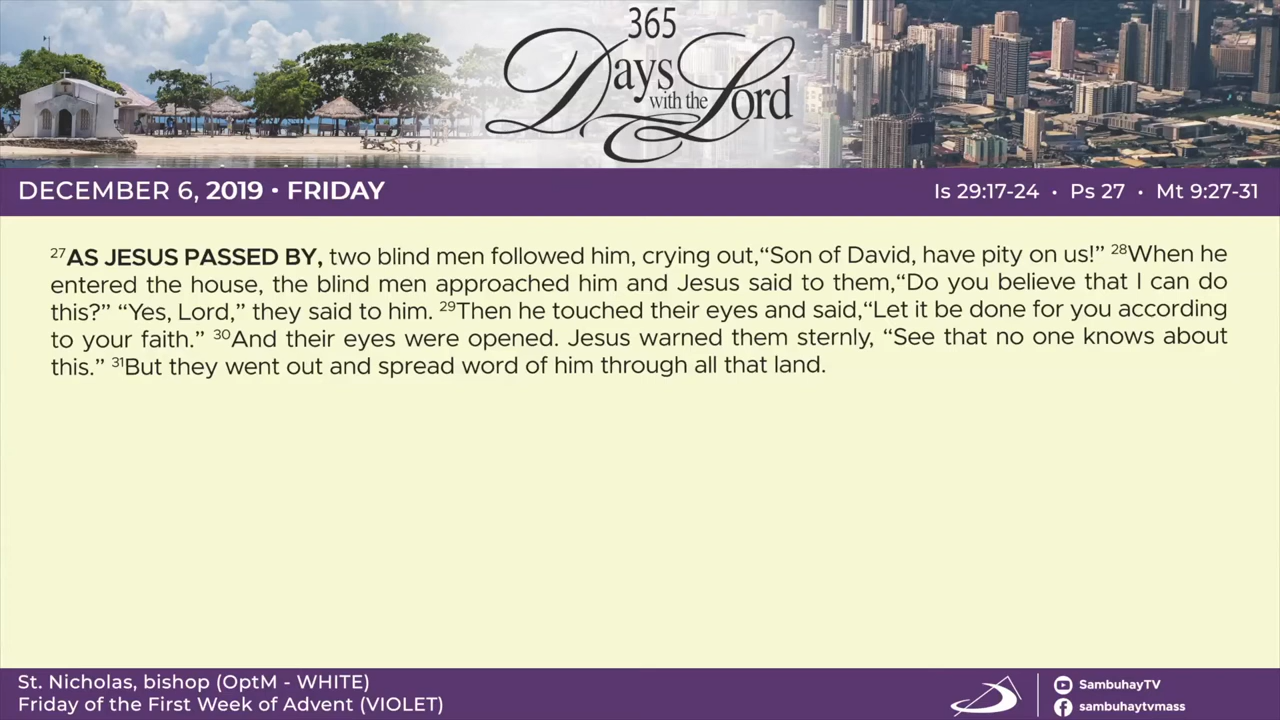 365
Days with the Lord
DECEMBER 6, 2019 • FRIDAY
Is 29:17-24 • Ps 27 • Mt 9:27-31
27AS JESUS PASSED BY, two blind men followed him, crying out,“Son of David, have pity on us!” 28When he
entered the house, the blind men approached him and Jesus said to them,“Do you believe that I can do
this?” “Yes, Lord,” they said to him. 29Then he touched their eyes and said,“Let it be done for you according
to your faith.” 30And their eyes were opened. Jesus warned them sternly, “See that no one knows about
this.” 31But they went out and spread word of him through all that land.
St. Nicholas, bishop (OptM - WHITE)
Friday of the First Week of Advent (VIOLET)
SambuhayTV
sambuhaytvmass